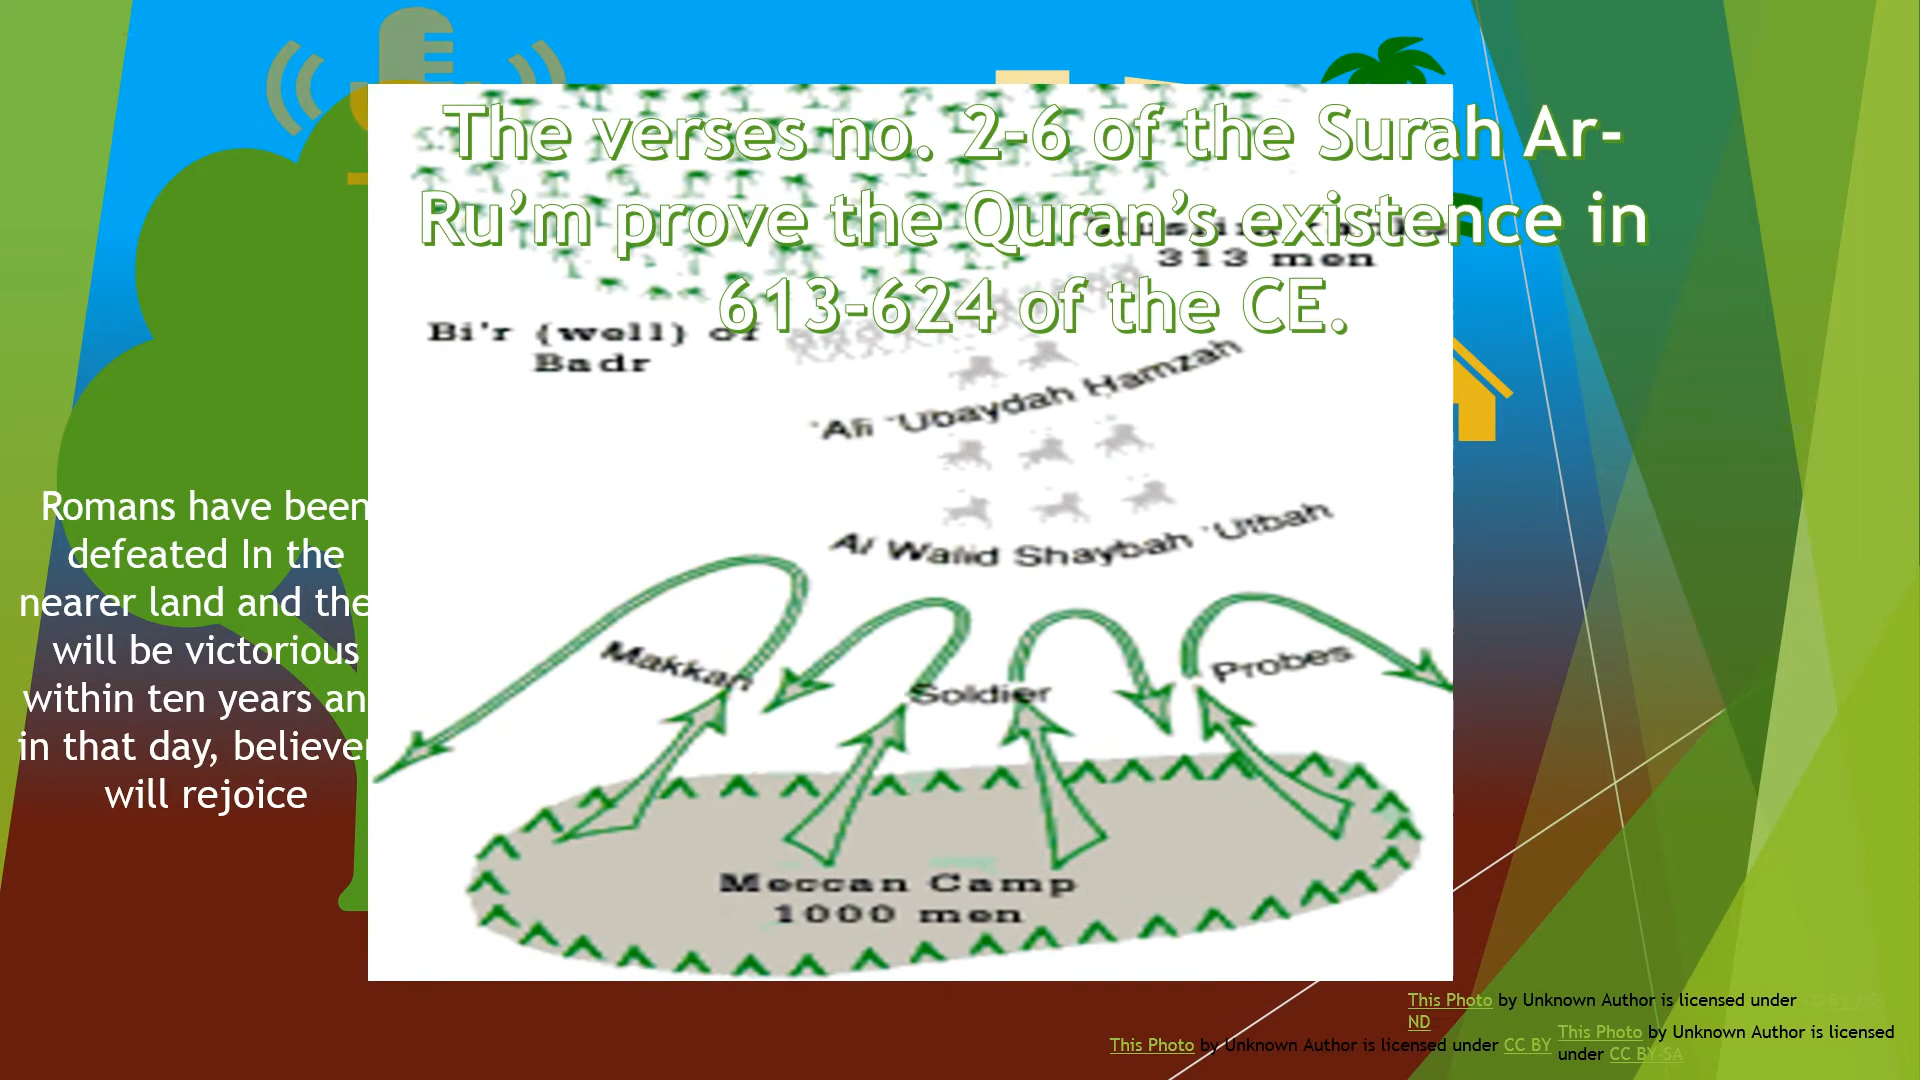 The verses no. 2-6 of the Surah Ar-
Ru’m prove the Quran’s existence in
613-624 of the CE.
313 men
Bi'r (well) of
Badr
'Ali 'Ubaydah Hamzah
Al Walid Shaybah 'Utbah
Romans have been
defeated In the
nearer land and the
will be victorious
within ten years an
in that day, believer
will rejoice
Makkan
Soldier
Probes
Meccan Camp
1000 men
This Photo by Unknown Author is licensed under
ND
This Photo by Unknown Author is licensed under CC BY
This Photo by Unknown Author is licensed
under CC BY-SA